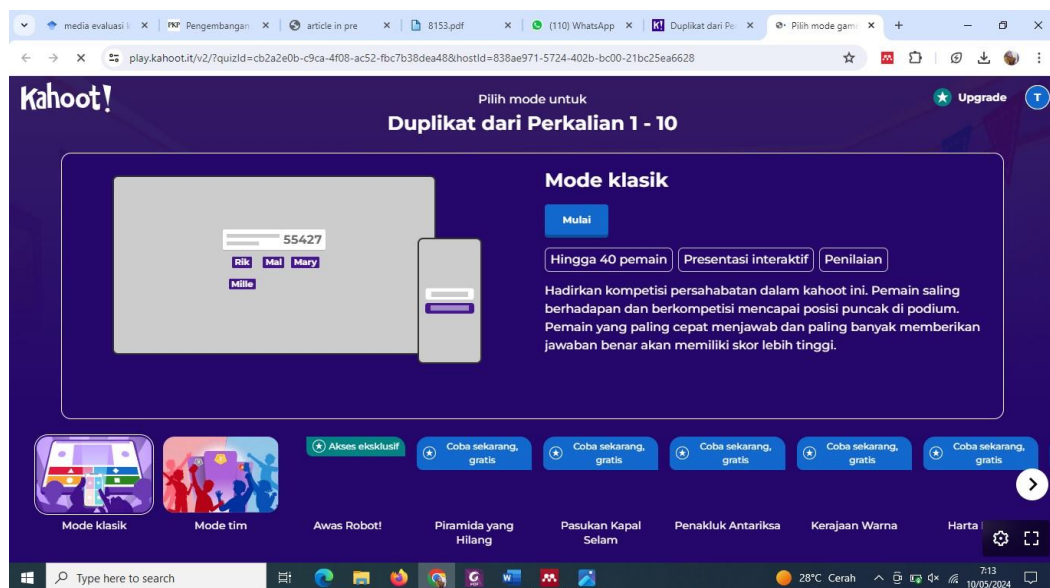 media evaluasi k
PKP Pengembangan
article in pre
8153.pdf
(110) WhatsApp
K! Duplikat dari Pe
Pilih mode gam
play.kahoot.it/v2/?quizId=cb2a2e0b-c9ca-4f08-ac52-fbc7b38dea48&hostId=838ae971-5724-402b-bc00-21bc25ea6628
Kahoot!
Pilih mode untuk
Duplikat dari Perkalian 1 - 10
Upgrade
T
Mode klasik
Mulai
Hingga 40 pemain
Presentasi interaktif
Penilaian
Hadirkan kompetisi persahabatan dalam kahoot ini. Pemain saling
berhadapan dan berkompetisi mencapai posisi puncak di podium.
Pemain yang paling cepat menjawab dan paling banyak memberikan
jawaban benar akan memiliki skor lebih tinggi.
55427
Rik Mal Mary
Mille
Akses eksklusif
Coba sekarang,
gratis
Coba sekarang,
gratis
Coba sekarang,
gratis
Coba sekarang,
gratis
Coba sekarang,
gratis
Mode klasik
Mode tim
Awas Robot!
Piramida yang
Hilang
Pasukan Kapal
Selam
Penakluk Antariksa
Kerajaan Warna
Harta
Type here to search
28°C Cerah
7:13
10/05/2024